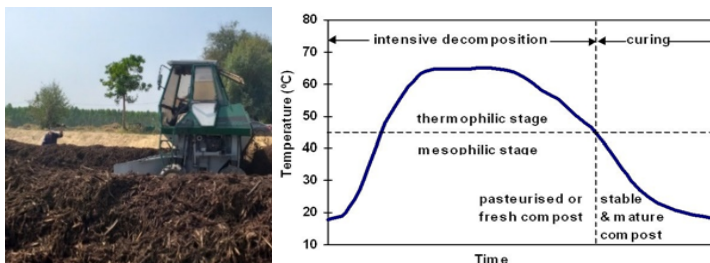 80
70
60
50
40
30
20
10
Temperature (ºC)
intensive decomposition
curing
thermophilic stage
mesophilic stage
pasteurised or
fresh compost
stable
& mature
compost
Time